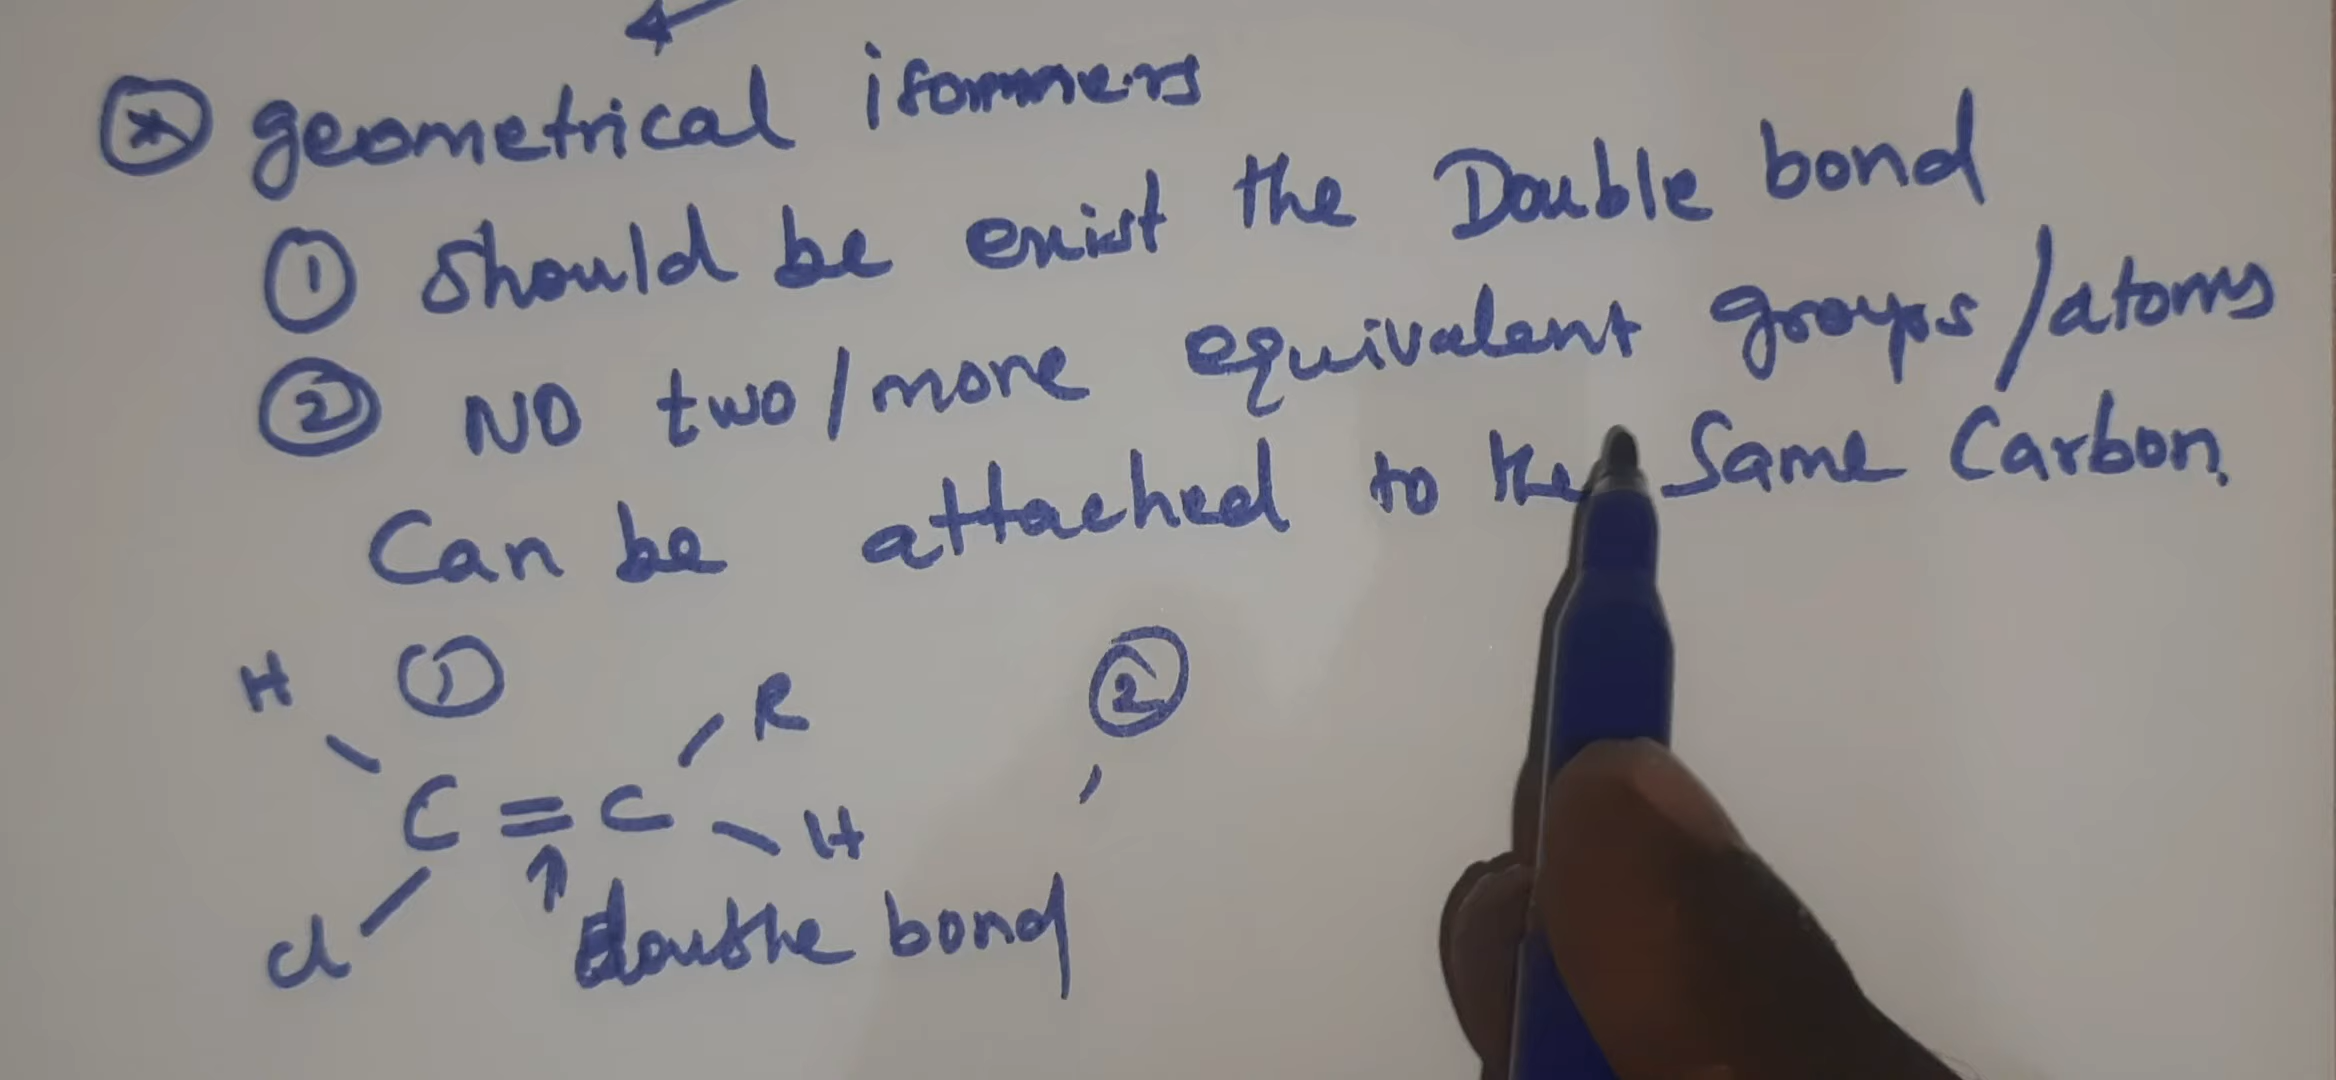 geometrical isommers
① Should be exist the Double bond
② NO two/more equivalent groups/atoms
Can be attached to the Same Carbon.
① ②
H R
C = C
Cl H
↑ double bond